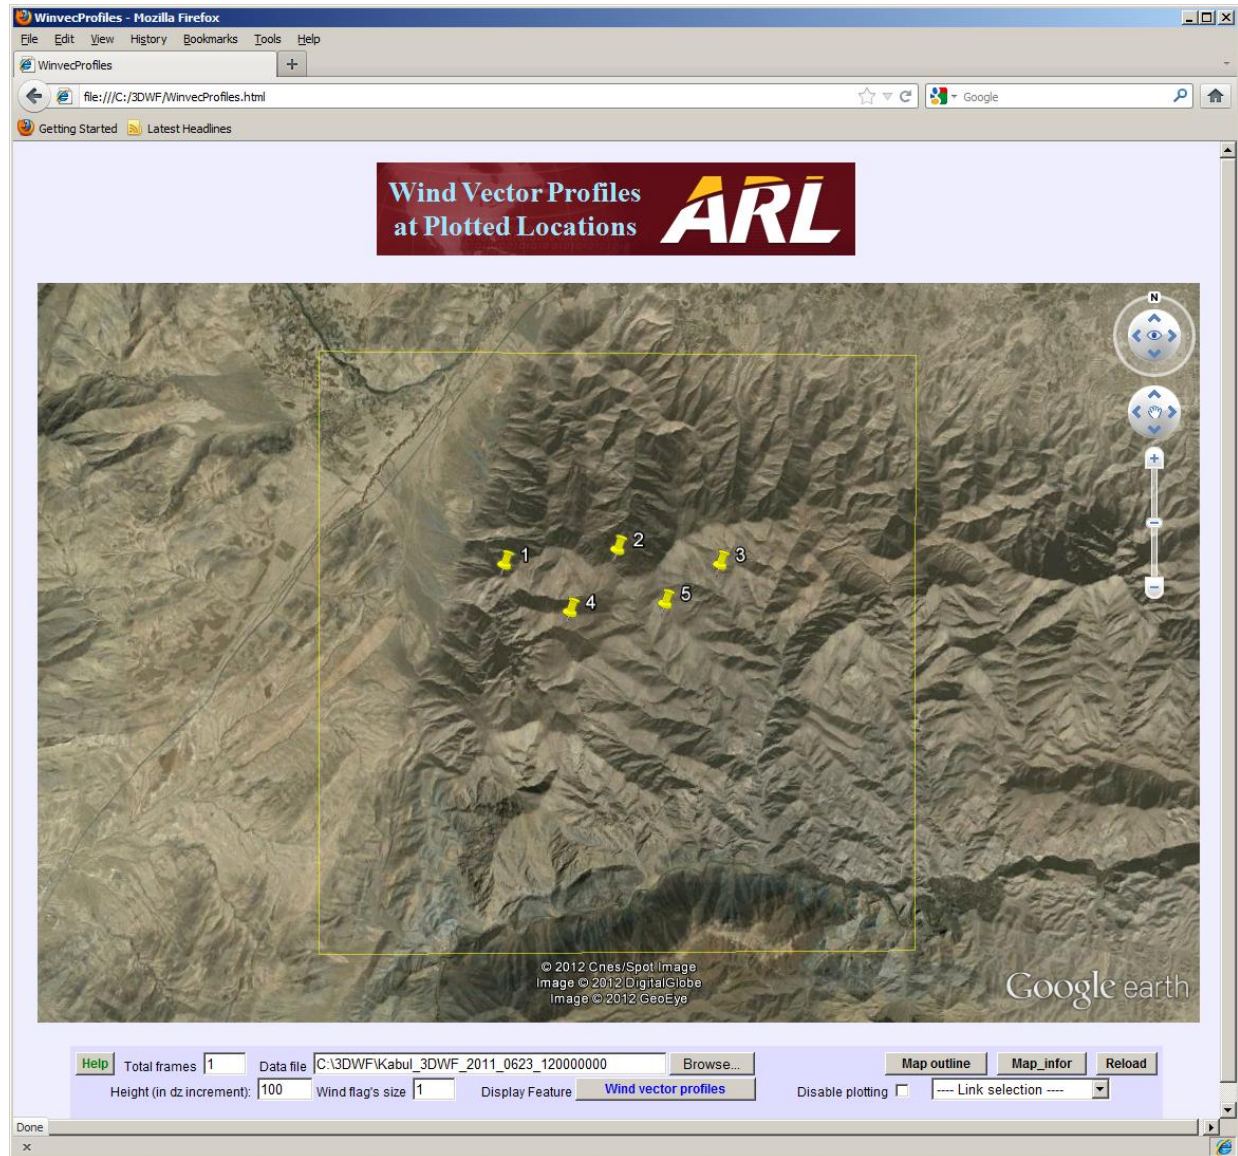 WinvecProfiles - Mozilla Firefox
File Edit View History Bookmarks Tools Help
WinvecProfiles
file:///C:/3DWF/WinvecProfiles.html Google
Getting Started Latest Headlines
Wind Vector Profiles
at Plotted Locations
ARL
N
1 2 3
4 5
© 2012 Cnes/Spot Image
Image © 2012 DigitalGlobe
Image © 2012 GeoEye
Google earth
Help Total frames 1 Data file C:\3DWF\Kabul_3DWF_2011_0623_120000000 Browse... Map outline Map_infor Reload
Height (in dz increment): 100 Wind flag's size 1 Display Feature Wind vector profiles Disable plotting ---- Link selection ----
Done
x